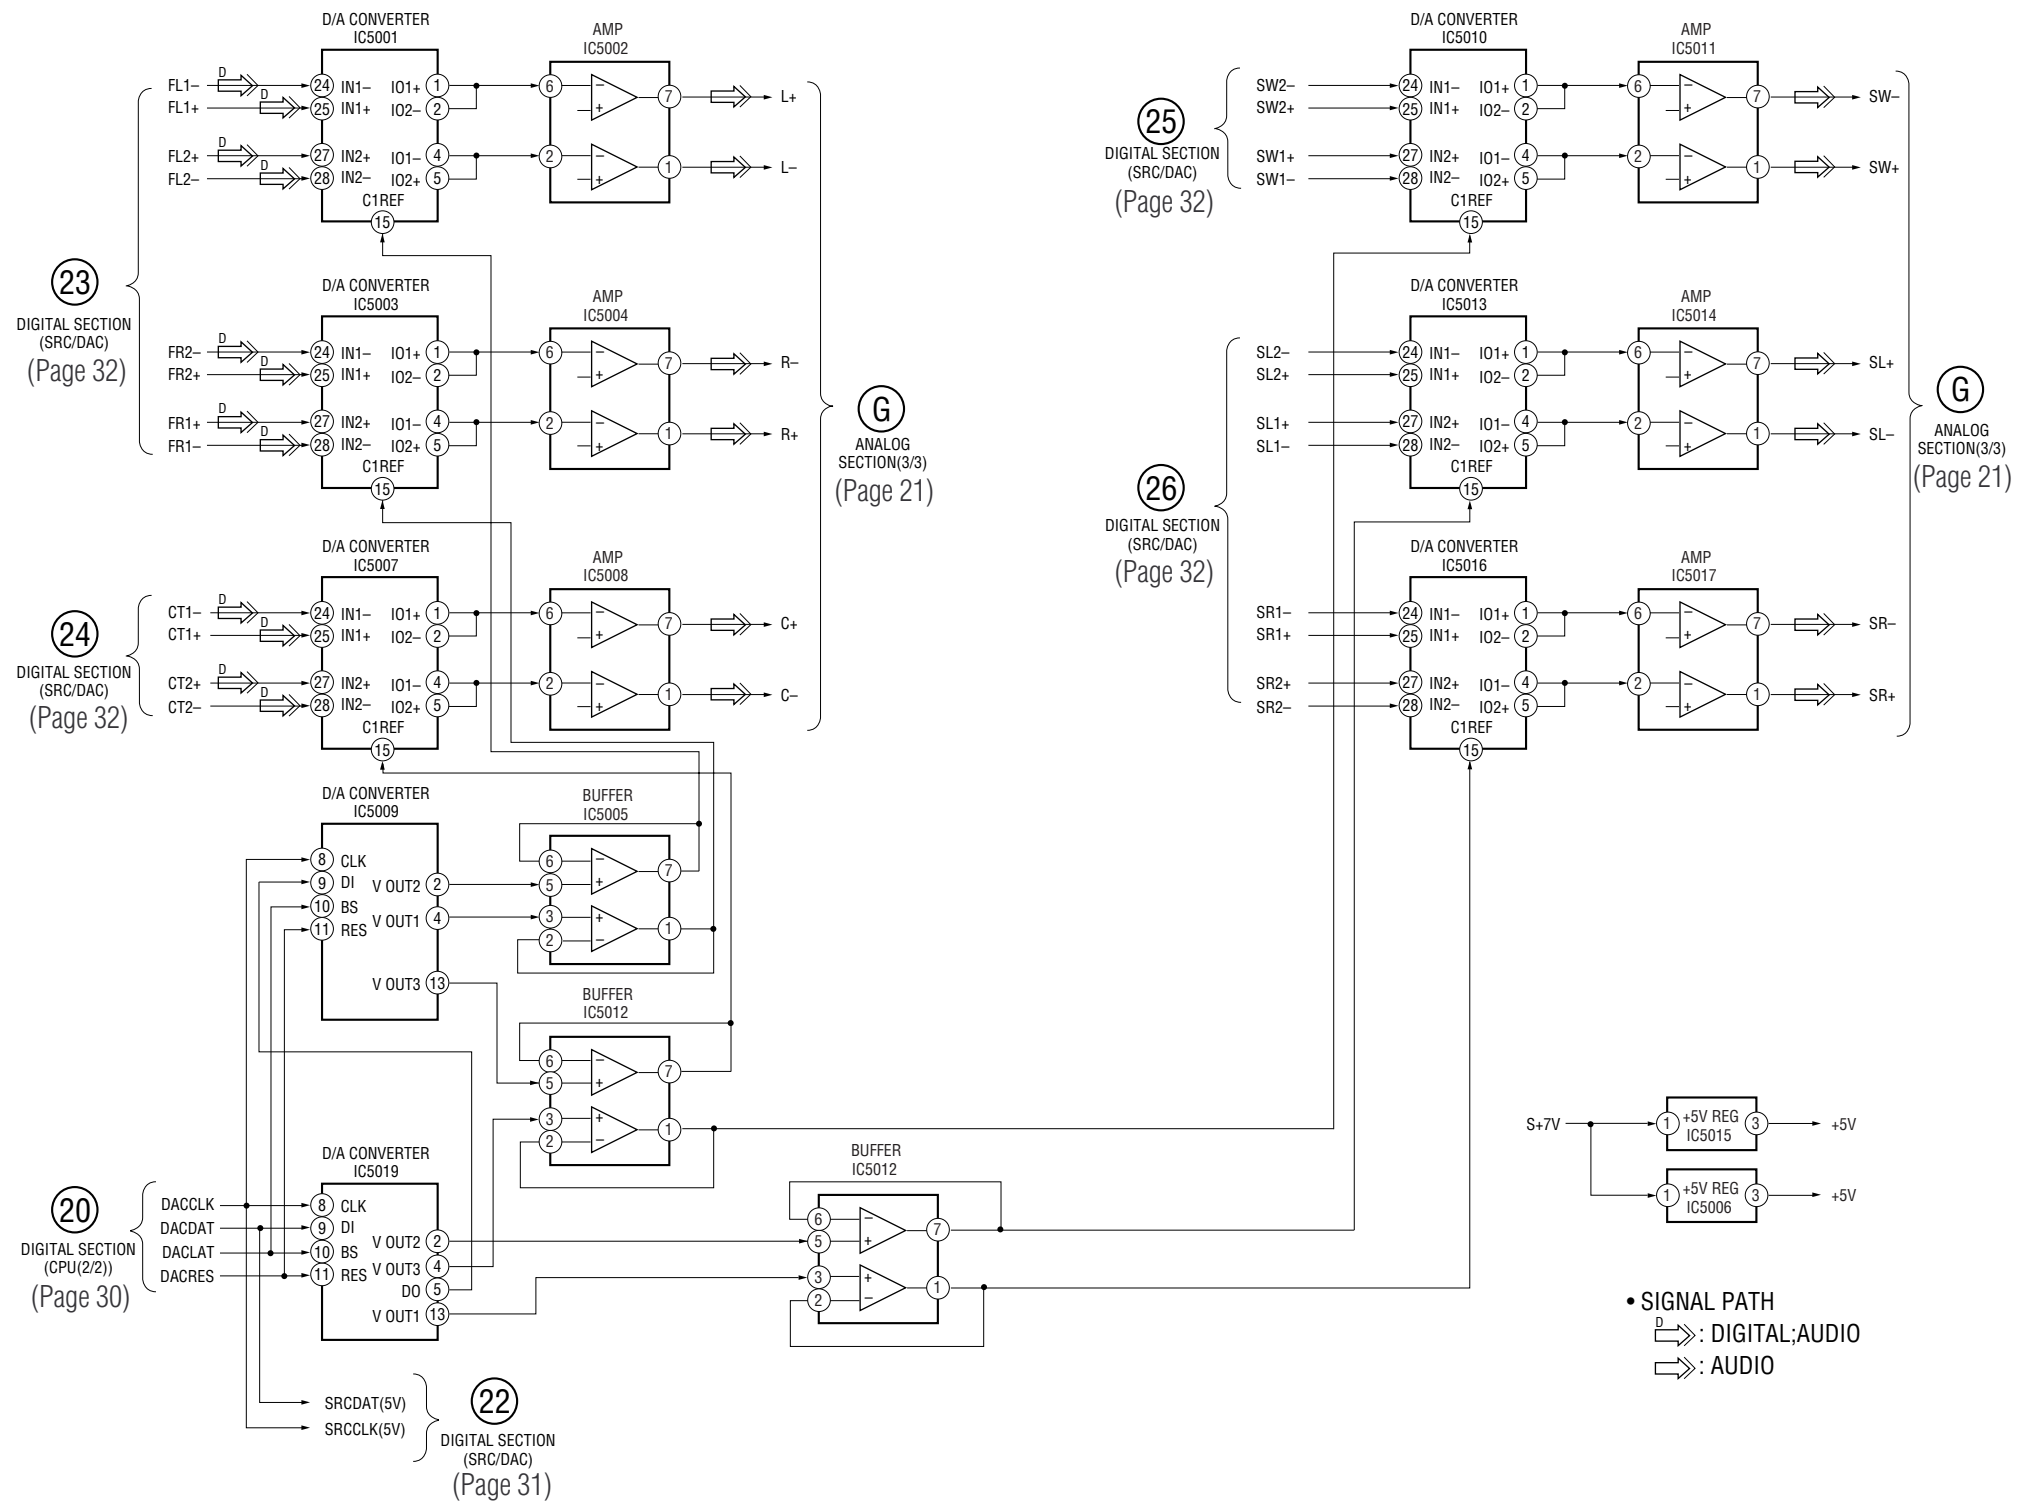 D/A CONVERTER
IC5001
AMP
IC5002
FL1– D 24 IN1– IO1+ 1 6 – + 7 L+
FL1+ D 25 IN1+ IO2– 2
FL2+ D 27 IN2+ IO1– 4 2 – + 1 L–
FL2– D 28 IN2– IO2+ 5
C1REF
15
23
DIGITAL SECTION
(SRC/DAC)
(Page 32)
D/A CONVERTER
IC5003
AMP
IC5004
FR2– D 24 IN1– IO1+ 1 6 – + 7 R–
FR2+ D 25 IN1+ IO2– 2
FR1+ D 27 IN2+ IO1– 4 2 – + 1 R+
FR1– D 28 IN2– IO2+ 5
C1REF
15
G
ANALOG
SECTION(3/3)
(Page 21)
D/A CONVERTER
IC5007
AMP
IC5008
24
DIGITAL SECTION
(SRC/DAC)
(Page 32)
CT1– D 24 IN1– IO1+ 1 6 – + 7 C+
CT1+ D 25 IN1+ IO2– 2
CT2+ D 27 IN2+ IO1– 4 2 – + 1 C–
CT2– D 28 IN2– IO2+ 5
C1REF
15
D/A CONVERTER
IC5009
8 CLK
9 DI
10 BS
11 RES
V OUT2 2
V OUT1 4
V OUT3 13
BUFFER
IC5005
6 –
5 +
7
3 +
2 –
1
BUFFER
IC5012
6 –
5 +
7
3 +
2 –
1
D/A CONVERTER
IC5019
20
DIGITAL SECTION
(CPU(2/2))
(Page 30)
DACCLK 8 CLK
DACDAT 9 DI
DACLAT 10 BS
DACRES 11 RES
V OUT2 2
V OUT3 4
DO 5
V OUT1 13
BUFFER
IC5012
6 –
5 +
7
3 +
2 –
1
SRCDAT(5V)
SRCCLK(5V)
22
DIGITAL SECTION
(SRC/DAC)
(Page 31)
D/A CONVERTER
IC5010
AMP
IC5011
25
DIGITAL SECTION
(SRC/DAC)
(Page 32)
SW2– 24 IN1– IO1+ 1 6 – + 7 SW–
SW2+ 25 IN1+ IO2– 2
SW1+ 27 IN2+ IO1– 4 2 – + 1 SW+
SW1– 28 IN2– IO2+ 5
C1REF
15
D/A CONVERTER
IC5013
AMP
IC5014
SL2– 24 IN1– IO1+ 1 6 – + 7 SL+
SL2+ 25 IN1+ IO2– 2
SL1+ 27 IN2+ IO1– 4 2 – + 1 SL–
SL1– 28 IN2– IO2+ 5
C1REF
15
26
DIGITAL SECTION
(SRC/DAC)
(Page 32)
G
ANALOG
SECTION(3/3)
(Page 21)
D/A CONVERTER
IC5016
AMP
IC5017
SR1– 24 IN1– IO1+ 1 6 – + 7 SR–
SR1+ 25 IN1+ IO2– 2
SR2+ 27 IN2+ IO1– 4 2 – + 1 SR+
SR2– 28 IN2– IO2+ 5
C1REF
15
S+7V 1 +5V REG 3 +5V
IC5015
1 +5V REG 3 +5V
IC5006
• SIGNAL PATH
D : DIGITAL;AUDIO
: AUDIO